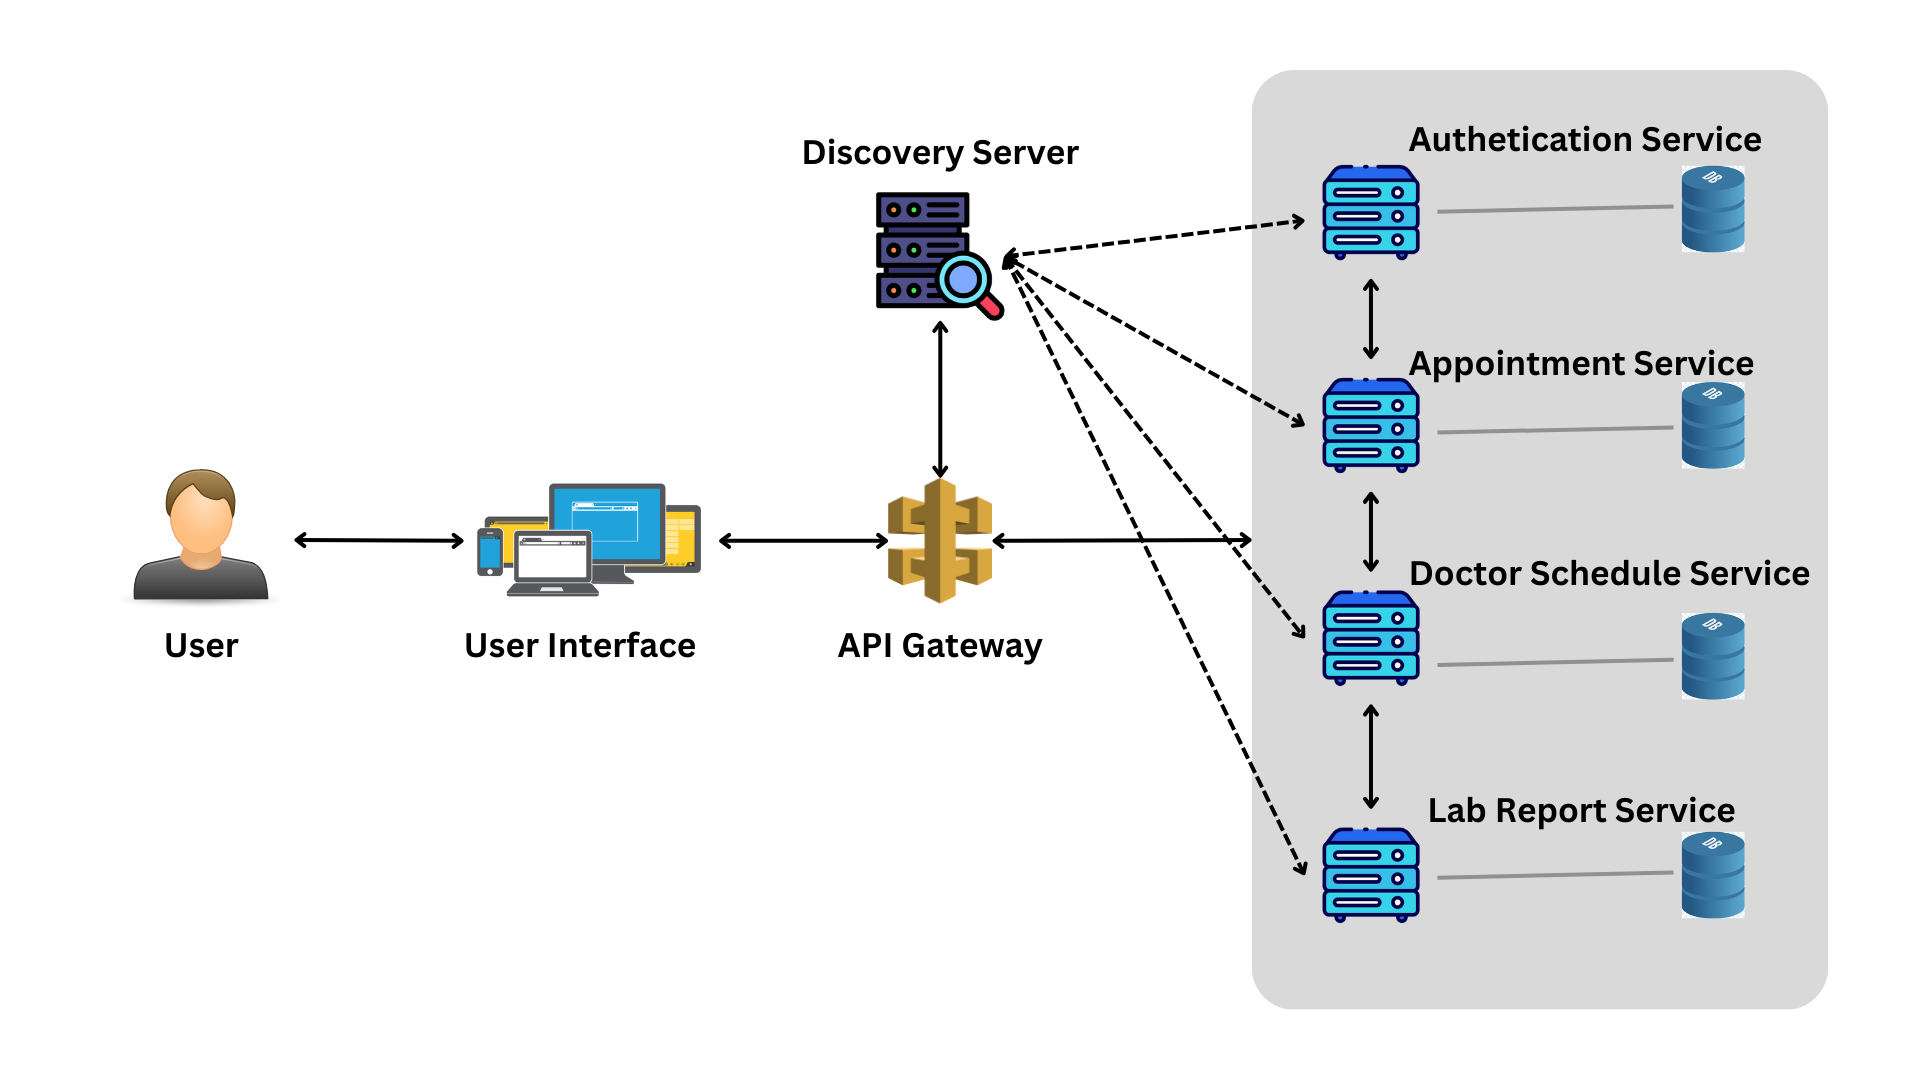 Discovery Server
Authetication Service
DB
Appointment Service
DB
Doctor Schedule Service
DB
User
User Interface
API Gateway
Lab Report Service
DB